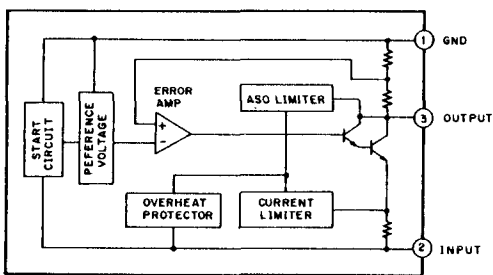 1 GND
ERROR
AMP
ASO LIMITER
3 OUTPUT
+
-
START
CIRCUIT
PEFERENCE
VOLTAGE
OVERHEAT
PROTECTOR
CURRENT
LIMITER
2 INPUT